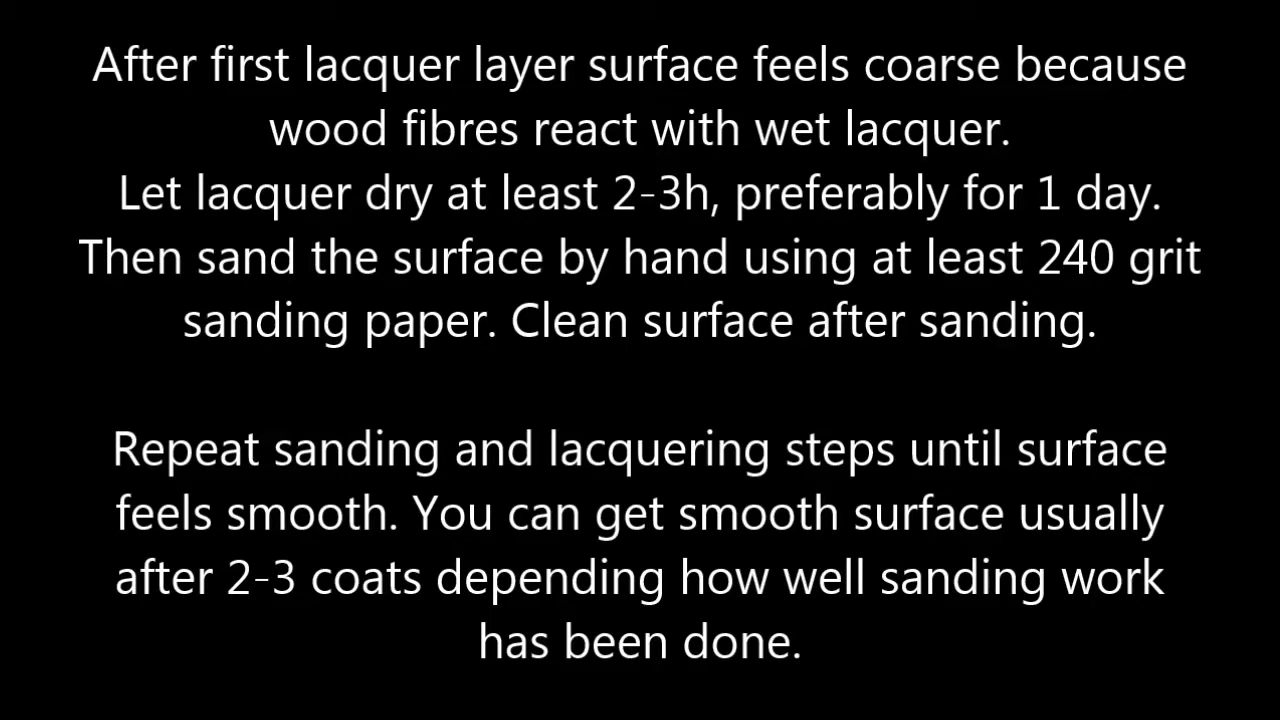 After first lacquer layer surface feels coarse because
wood fibres react with wet lacquer.
Let lacquer dry at least 2-3h, preferably for 1 day.
Then sand the surface by hand using at least 240 grit
sanding paper. Clean surface after sanding.
Repeat sanding and lacquering steps until surface
feels smooth. You can get smooth surface usually
after 2-3 coats depending how well sanding work
has been done.